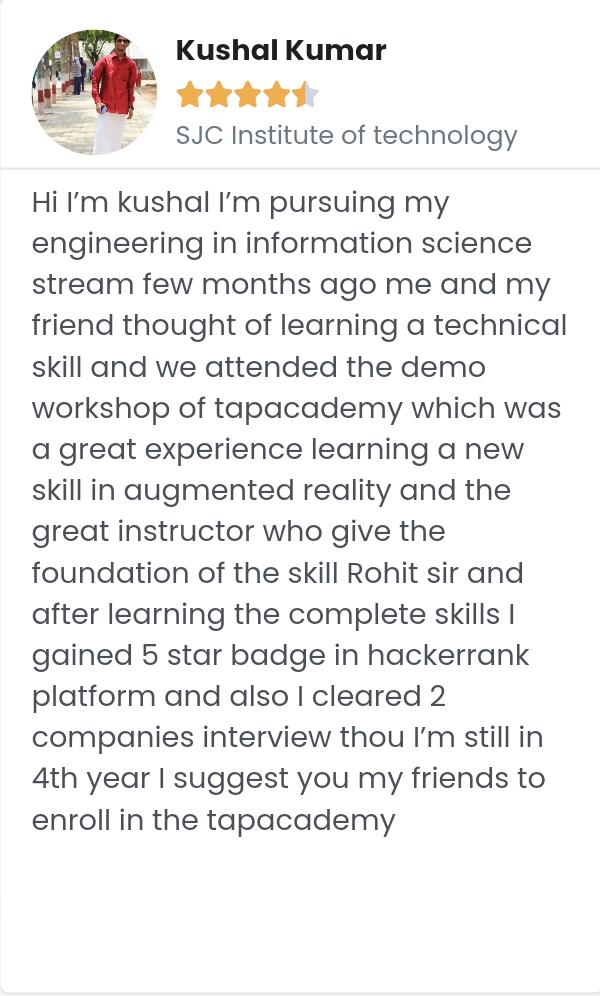 Kushal Kumar
SJC Institute of technology
Hi I’m kushal I’m pursuing my
engineering in information science
stream few months ago me and my
friend thought of learning a technical
skill and we attended the demo
workshop of tapacademy which was
a great experience learning a new
skill in augmented reality and the
great instructor who give the
foundation of the skill Rohit sir and
after learning the complete skills I
gained 5 star badge in hackerrank
platform and also I cleared 2
companies interview thou I’m still in
4th year I suggest you my friends to
enroll in the tapacademy